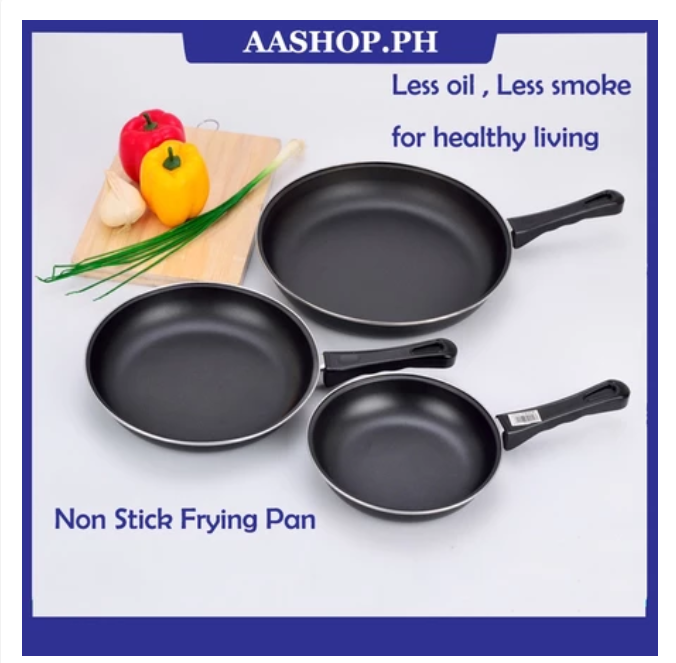 AASHOP.PH
Less oil , Less smoke
for healthy living
Non Stick Frying Pan